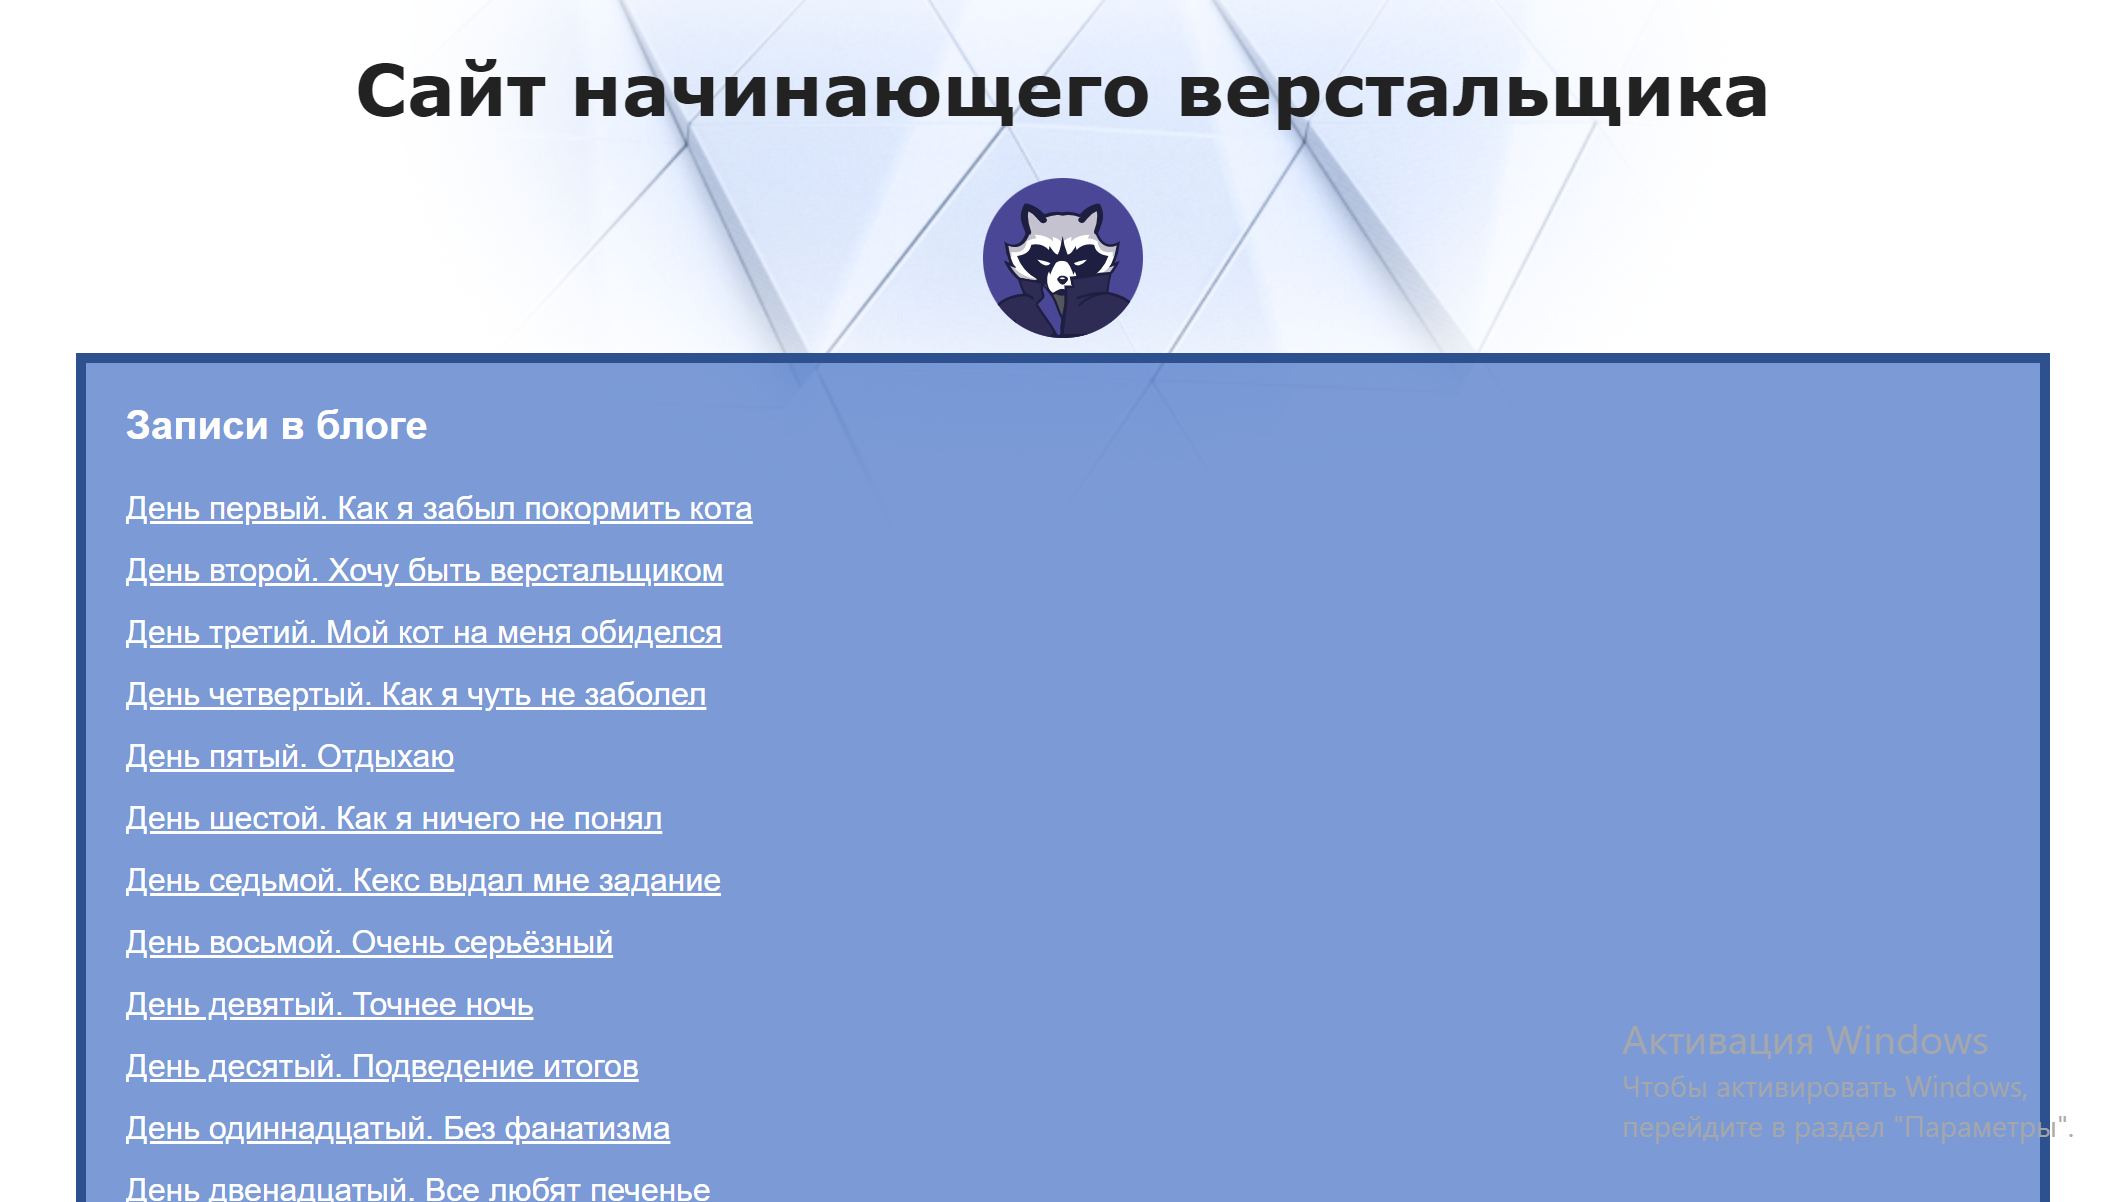 Сайт начинающего верстальщика
Записи в блоге
День первый. Как я забыл покормить кота
День второй. Хочу быть верстальщиком
День третий. Мой кот на меня обиделся
День четвертый. Как я чуть не заболел
День пятый. Отдыхаю
День шестой. Как я ничего не понял
День седьмой. Кекс выдал мне задание
День восьмой. Очень серьёзный
День девятый. Точнее ночь
День десятый. Подведение итогов
День одиннадцатый. Без фанатизма
День двенадцатый. Все любят печенье
Активация Windows
Чтобы активировать Windows,
перейдите в раздел "Параметры".